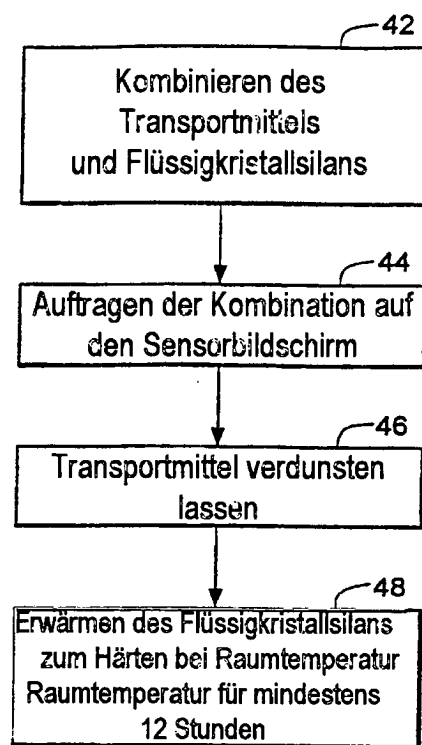 42
Kombinieren des
Transportmittels
und Flüssigkristallsilans
44
Auftragen der Kombination auf
den Sensorbildschirm
46
Transportmittel verdunsten
lassen
48
Erwärmen des Flüssigkristallsilans
zum Härten bei Raumtemperatur
Raumtemperatur für mindestens
12 Stunden